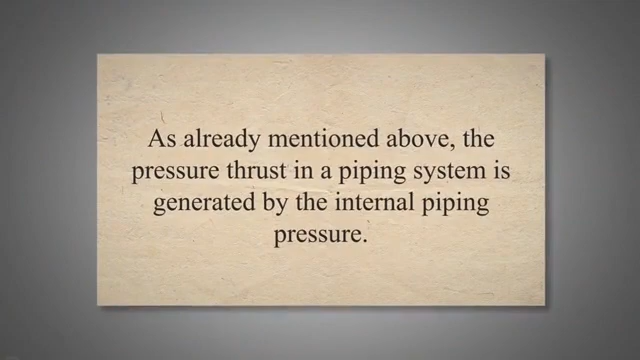 As already mentioned above, the
pressure thrust in a piping system is
generated by the internal piping
pressure.